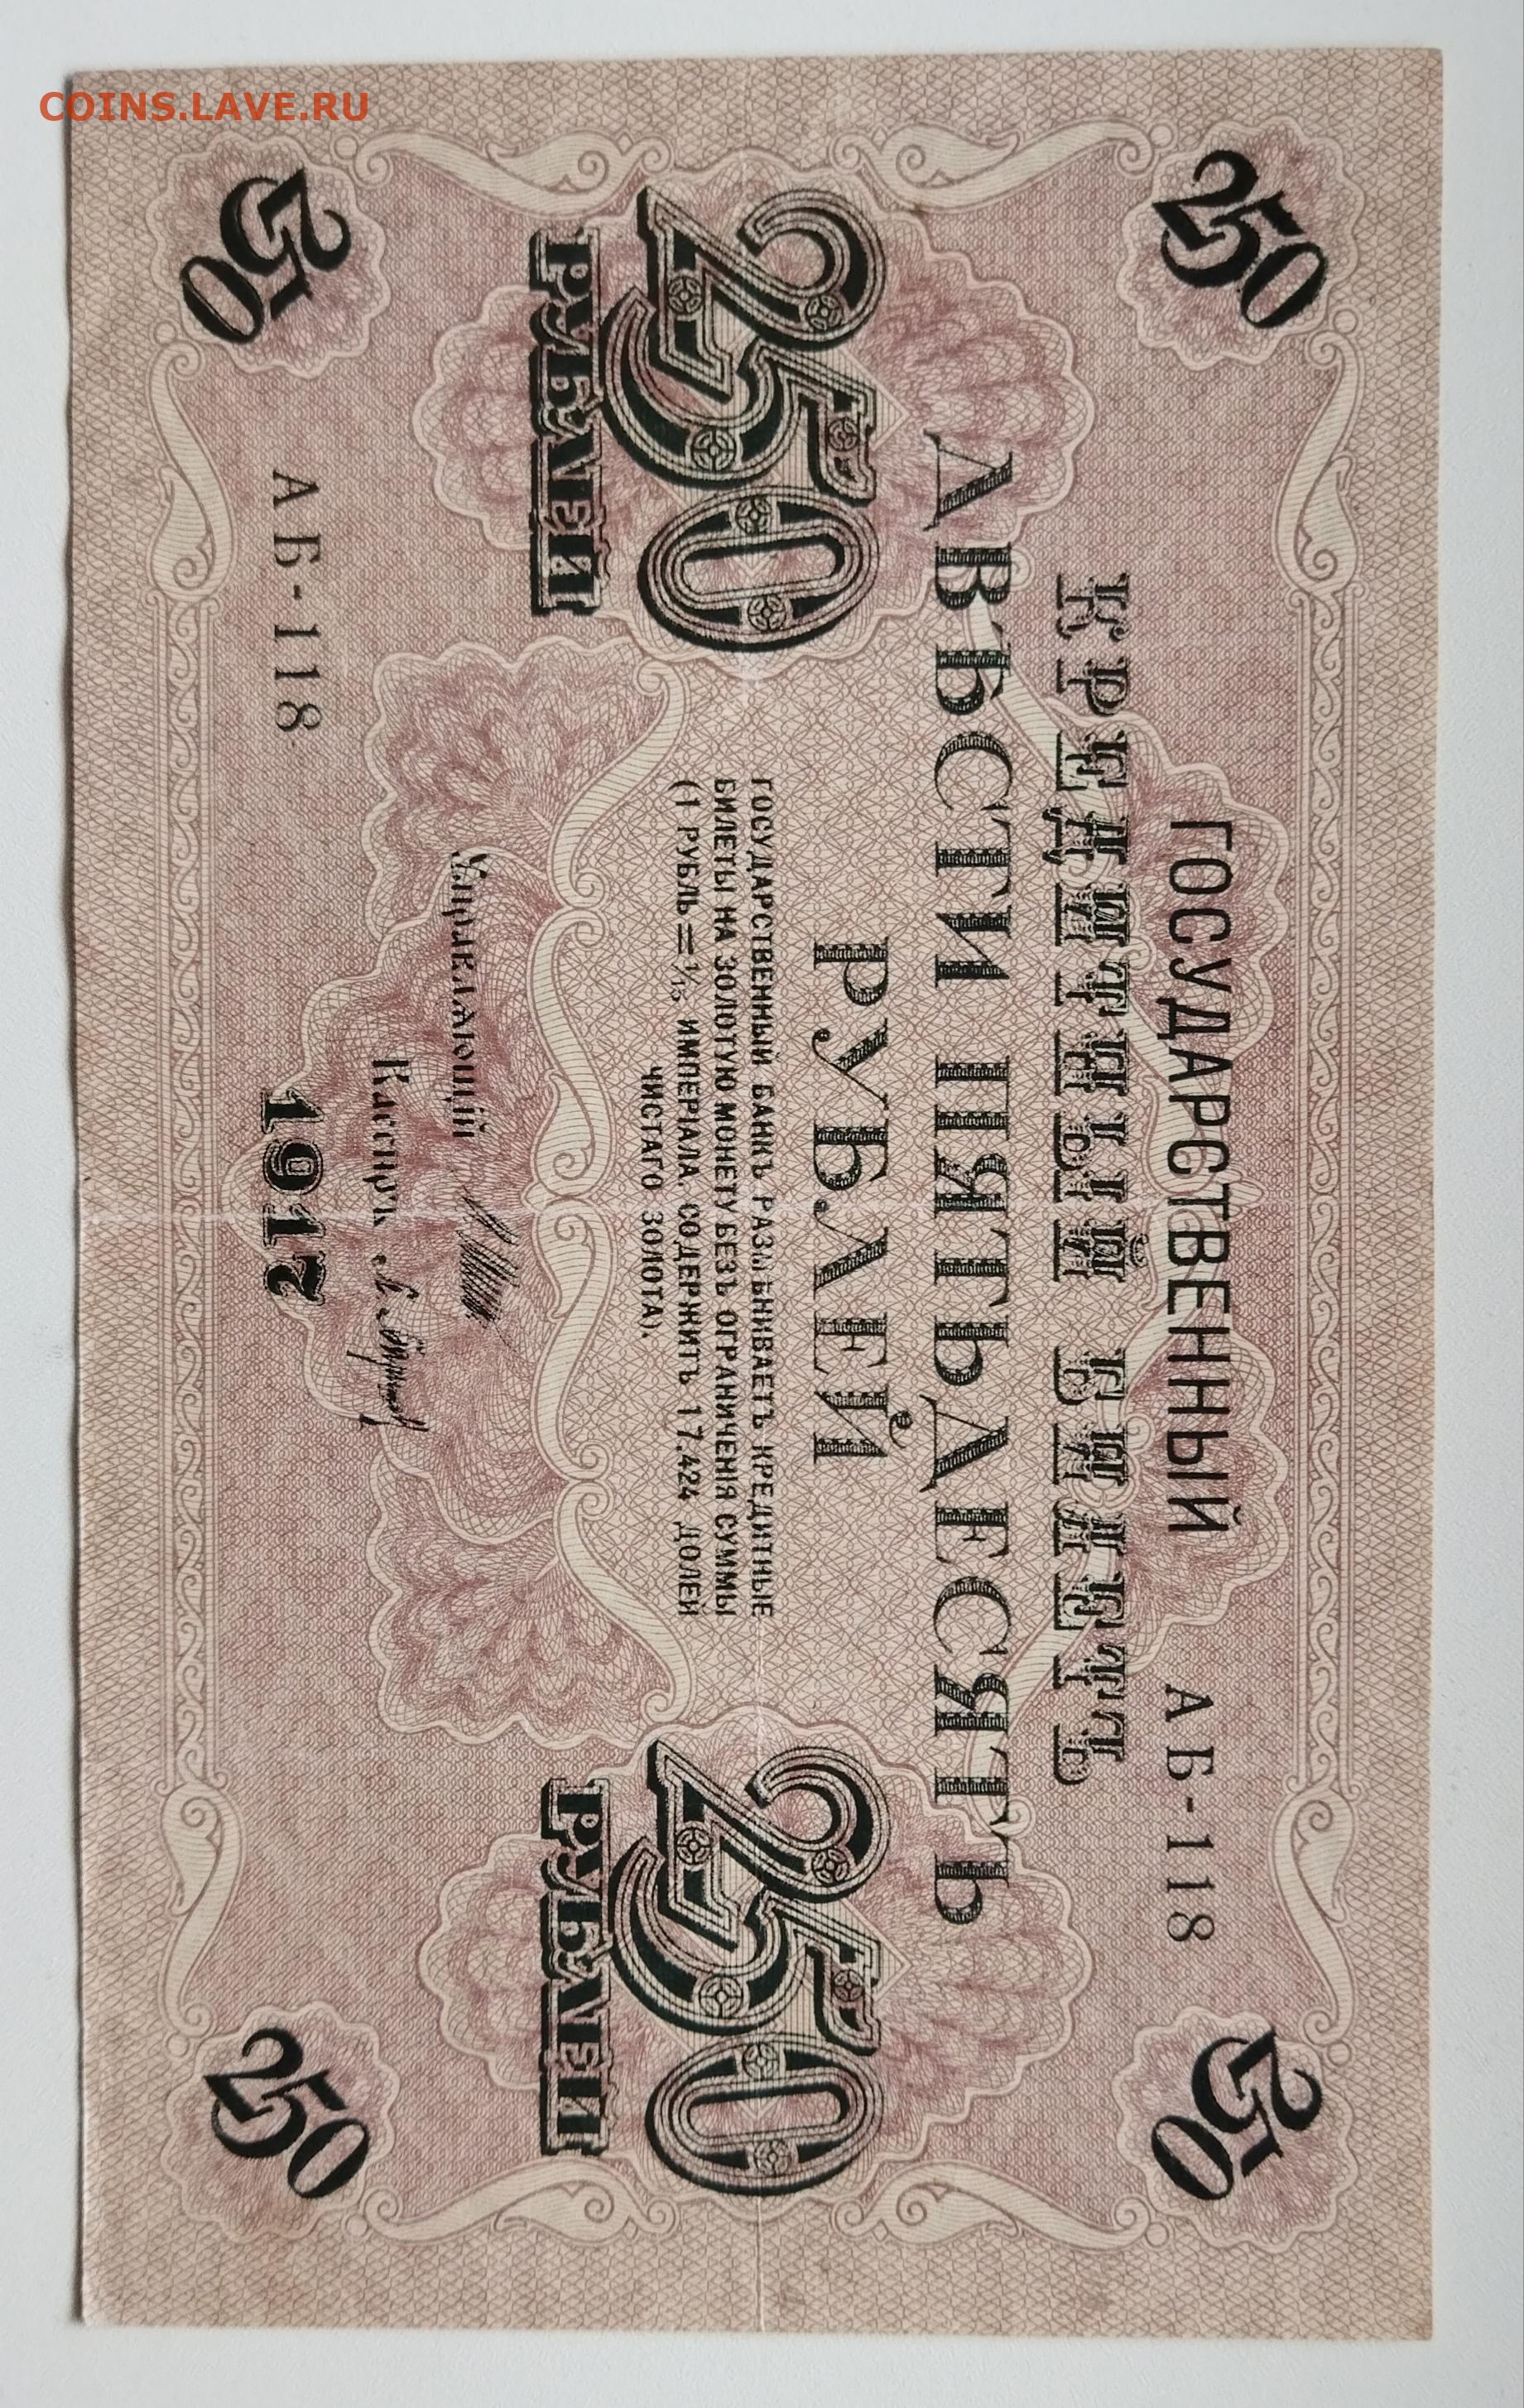 COINS.LAVE.RU
250
250
ГОСУДАРСТВЕННЫЙ
АБ-118
КРЕДИТНЫЙ БИЛЕТЪ
ДВѢСТИ ПЯТЬДЕСЯТЪ
РУБЛЕЙ
250
РУБЛЕЙ
250
РУБЛЕЙ
ГОСУДАРСТВЕННЫЙ БАНКЪ РАЗМѢНИВАЕТЪ КРЕДИТНЫЕ
БИЛЕТЫ НА ЗОЛОТУЮ МОНЕТУ БЕЗЪ ОГРАНИЧЕНІЯ СУММЫ
(1 РУБЛЬ = 1/15 ИМПЕРІАЛА, СОДЕРЖИТЪ 17.424 ДОЛЕЙ
ЧИСТАГО ЗОЛОТА).
Управляющій
Кассиръ
АБ-118
1917
250
250